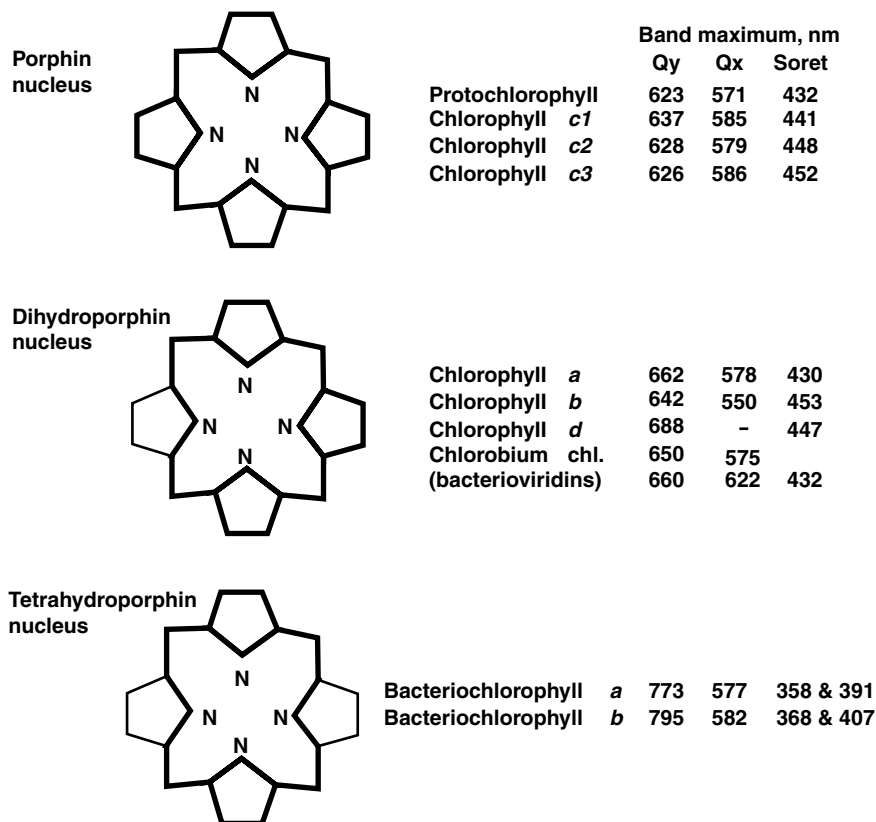 Band maximum, nm
Qy Qx Soret
Porphin
nucleus
N
N N
N
Protochlorophyll 623 571 432
Chlorophyll c1 637 585 441
Chlorophyll c2 628 579 448
Chlorophyll c3 626 586 452
Dihydroporphin
nucleus
N
N N
N
Chlorophyll a 662 578 430
Chlorophyll b 642 550 453
Chlorophyll d 688 – 447
Chlorobium chl. 650 575
(bacterioviridins) 660 622 432
Tetrahydroporphin
nucleus
N
N N
N
Bacteriochlorophyll a 773 577 358 & 391
Bacteriochlorophyll b 795 582 368 & 407